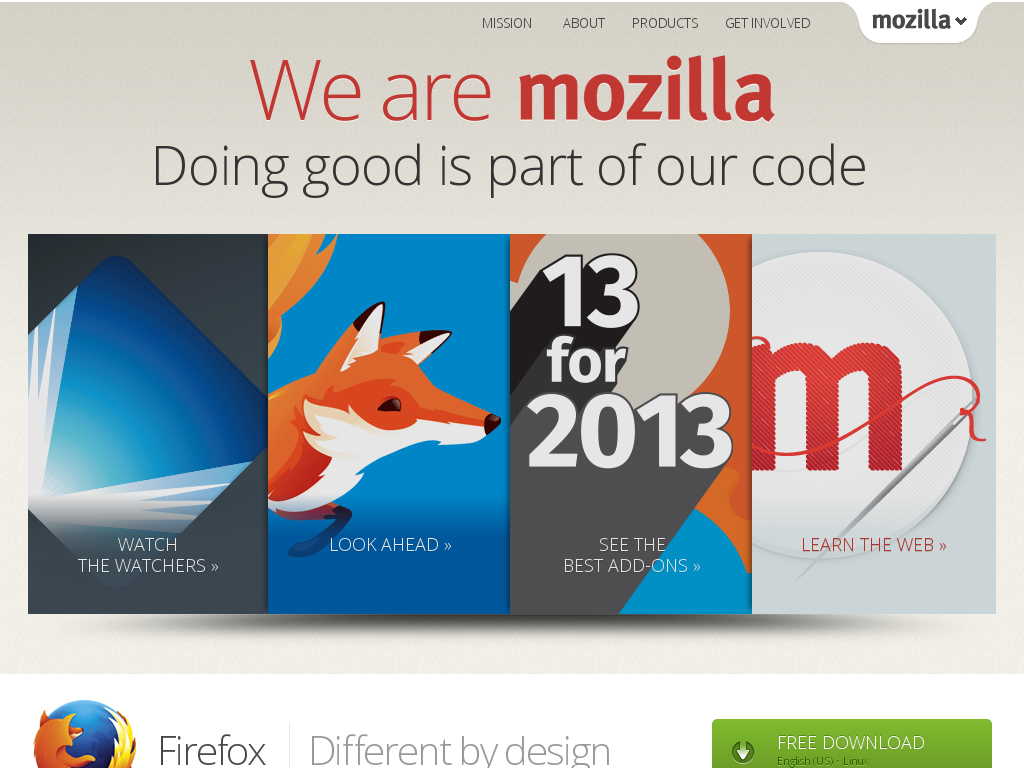 MISSION ABOUT PRODUCTS GET INVOLVED mozilla
We are mozilla
Doing good is part of our code
WATCH
THE WATCHERS »
LOOK AHEAD »
13
for
2013
SEE THE
BEST ADD-ONS »
m
LEARN THE WEB »
Firefox Different by design
FREE DOWNLOAD
English (US) · Linux